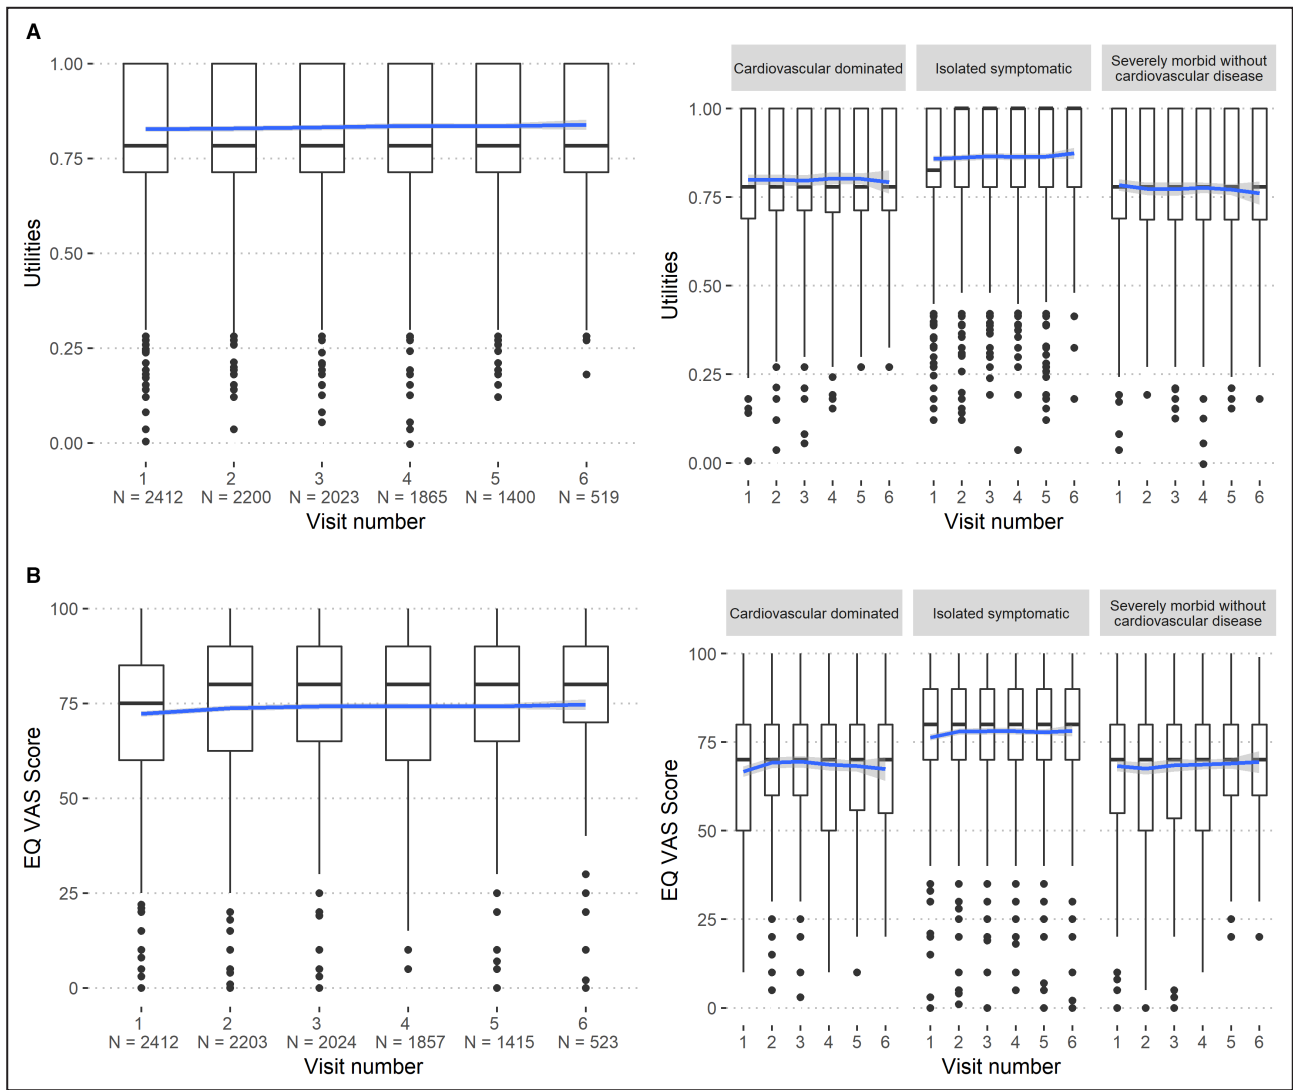 A
Utilities
1.00
0.75
0.50
0.25
0.00
1 2 3 4 5 6
N = 2412 N = 2200 N = 2023 N = 1865 N = 1400 N = 519
Visit number
Cardiovascular dominated
Isolated symptomatic
Severely morbid without
cardiovascular disease
Utilities
1.00
0.75
0.50
0.25
0.00
1 2 3 4 5 6 1 2 3 4 5 6 1 2 3 4 5 6
Visit number
B
EQ VAS Score
100
75
50
25
0
1 2 3 4 5 6
N = 2412 N = 2203 N = 2024 N = 1857 N = 1415 N = 523
Visit number
Cardiovascular dominated
Isolated symptomatic
Severely morbid without
cardiovascular disease
EQ VAS Score
100
75
50
25
0
1 2 3 4 5 6 1 2 3 4 5 6 1 2 3 4 5 6
Visit number